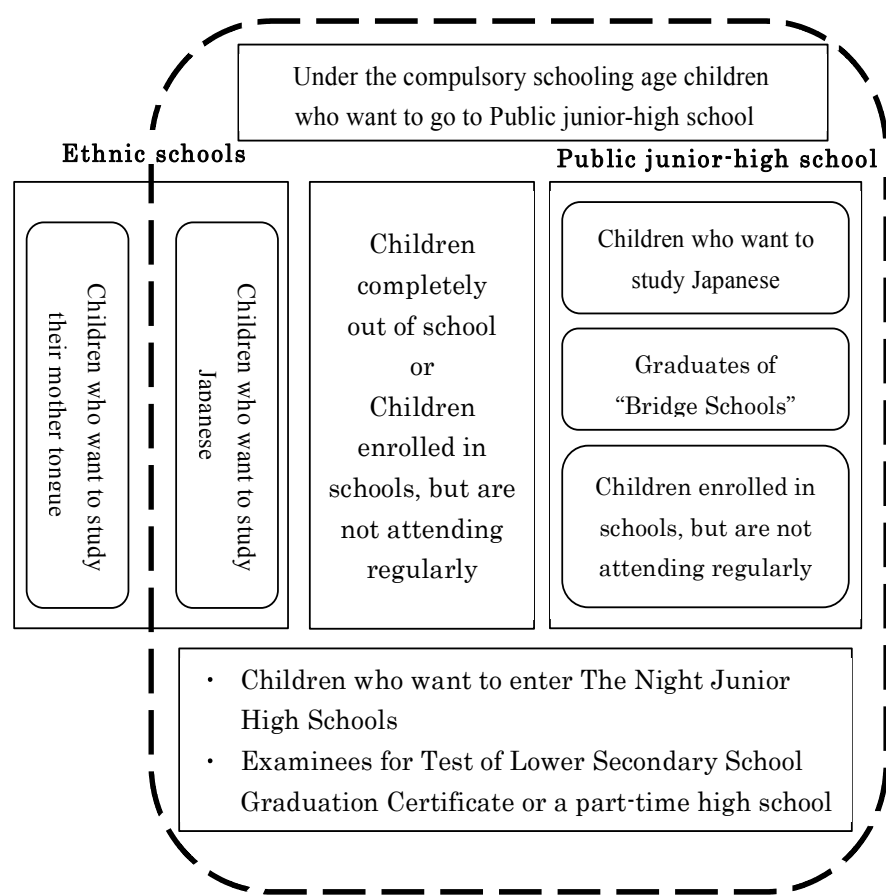 Under the compulsory schooling age children
who want to go to Public junior-high school
Ethnic schools
Public junior-high school
Children who want to study
their mother tongue
Children who want to study
Japanese
Children
completely
out of school
or
Children
enrolled in
schools, but are
not attending
regularly
Children who want to
study Japanese
Graduates of
“Bridge Schools”
Children enrolled in
schools, but are not
attending regularly
・ Children who want to enter The Night Junior
High Schools
・ Examinees for Test of Lower Secondary School
Graduation Certificate or a part-time high school